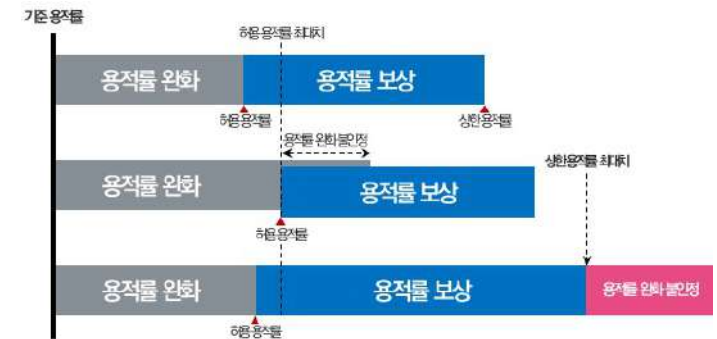 기준 용적률
허용 용적률 최대치
용적률 완화
용적률 보상
허용용적률
상한용적률
용적률 완화 불인정
상한용적률 최대치
용적률 완화
용적률 보상
허용 용적률
용적률 완화
용적률 보상
용적률 완화 불인정
허용 용적률